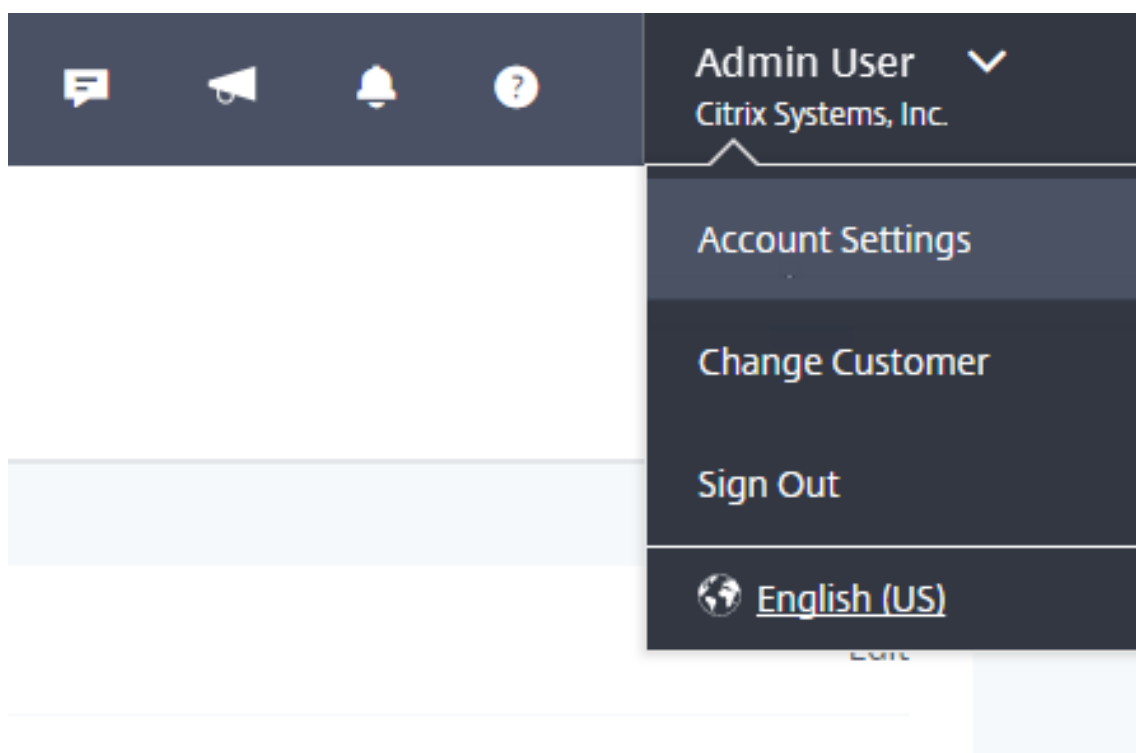 Admin User
Citrix Systems, Inc.
Account Settings
Change Customer
Sign Out
English (US)